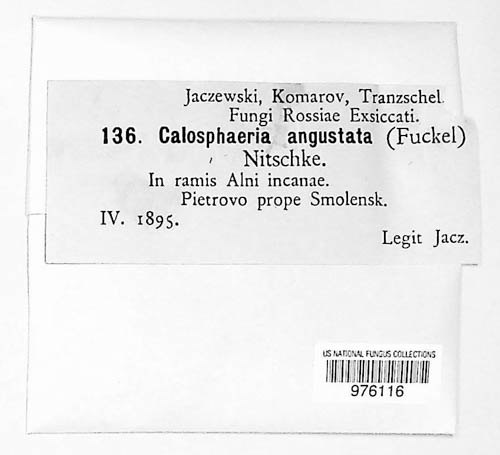 Jaczewski, Komarov, Tranzschel.
Fungi Rossiae Exsiccati.
136. Calosphaeria angustata (Fuckel)
Nitschke.
In ramis Alni incanae.
Pietrovo prope Smolensk.
IV. 1895.
Legit Jacz.
US NATIONAL FUNGUS COLLECTIONS
976116